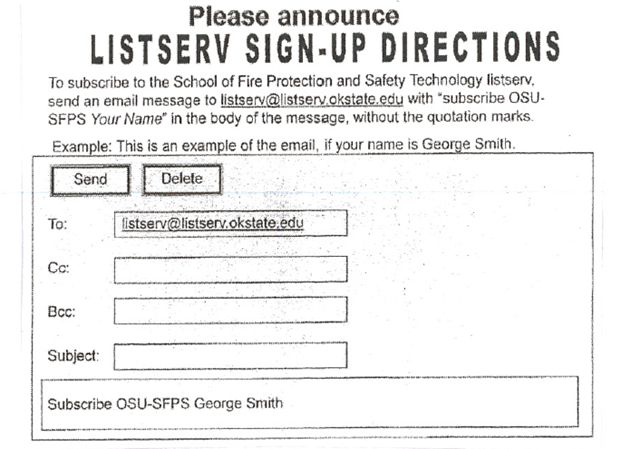 Please announce
LISTSERV SIGN-UP DIRECTIONS
To subscribe to the School of Fire Protection and Safety Technology listserv,
send an email message to listserv@listserv.okstate.edu with "subscribe OSU-
SFPS Your Name" in the body of the message, without the quotation marks.
Example: This is an example of the email, if your name is George Smith.
Send Delete
To: listserv@listserv.okstate.edu
Cc:
Bcc:
Subject:
Subscribe OSU-SFPS George Smith